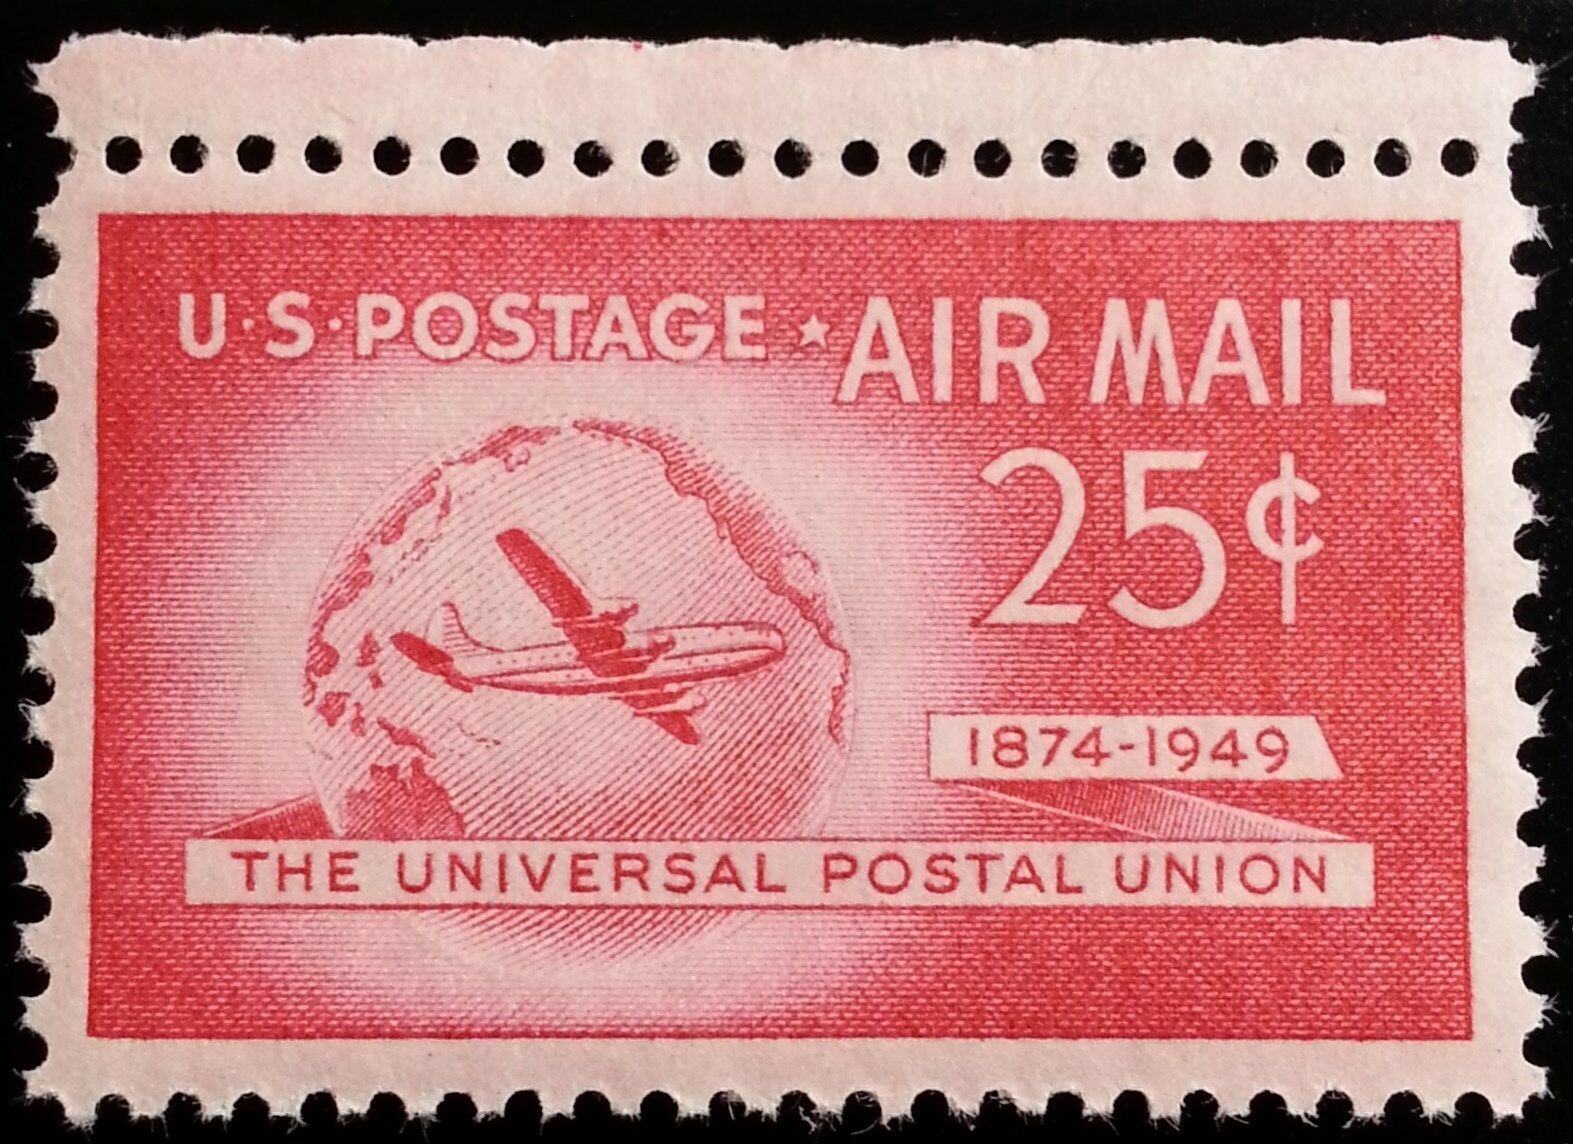 U·S·POSTAGE ★ AIR MAIL
25¢
1874-1949
THE UNIVERSAL POSTAL UNION